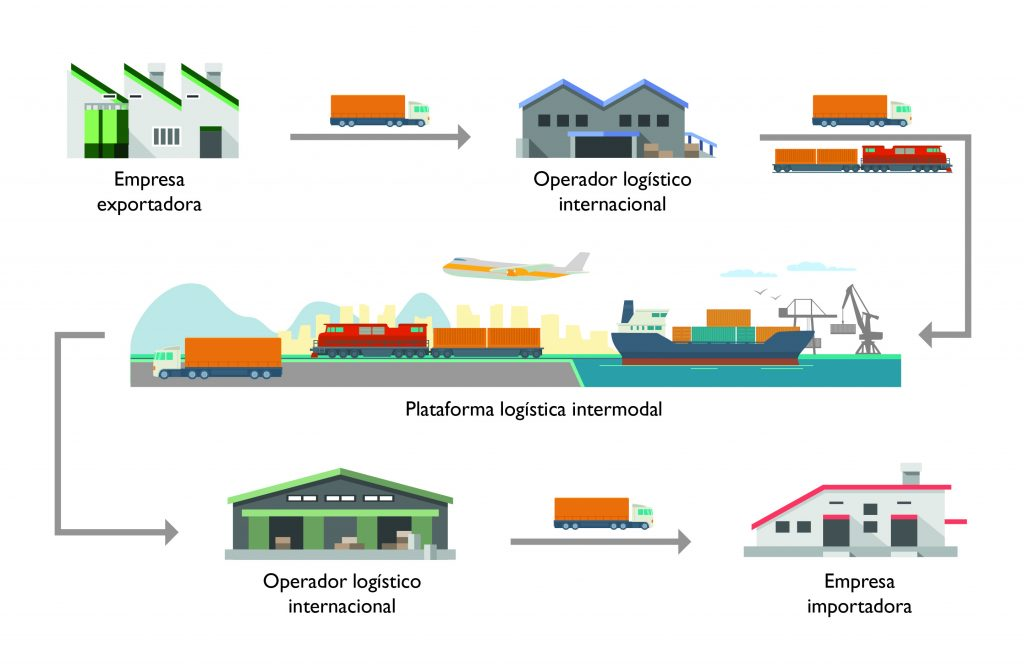 Empresa
exportadora
Operador logístico
internacional
Plataforma logística intermodal
Operador logístico
internacional
Empresa
importadora